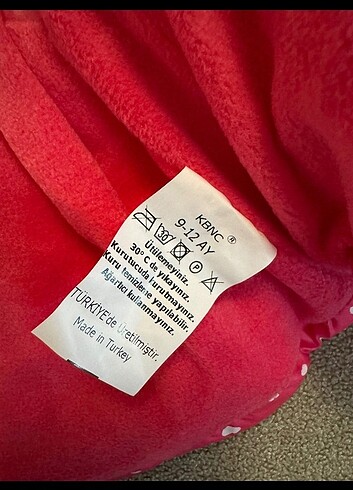 KBNC ®
9-12 AY
Ütülemeyiniz.
30° C de yıkayınız.
Kurutucuda kurutmayınız.
Kuru temizleme yapılabilir.
Ağartıcı kullanmayınız.
TÜRKİYE'de Üretilmiştir.
Made in Turkey